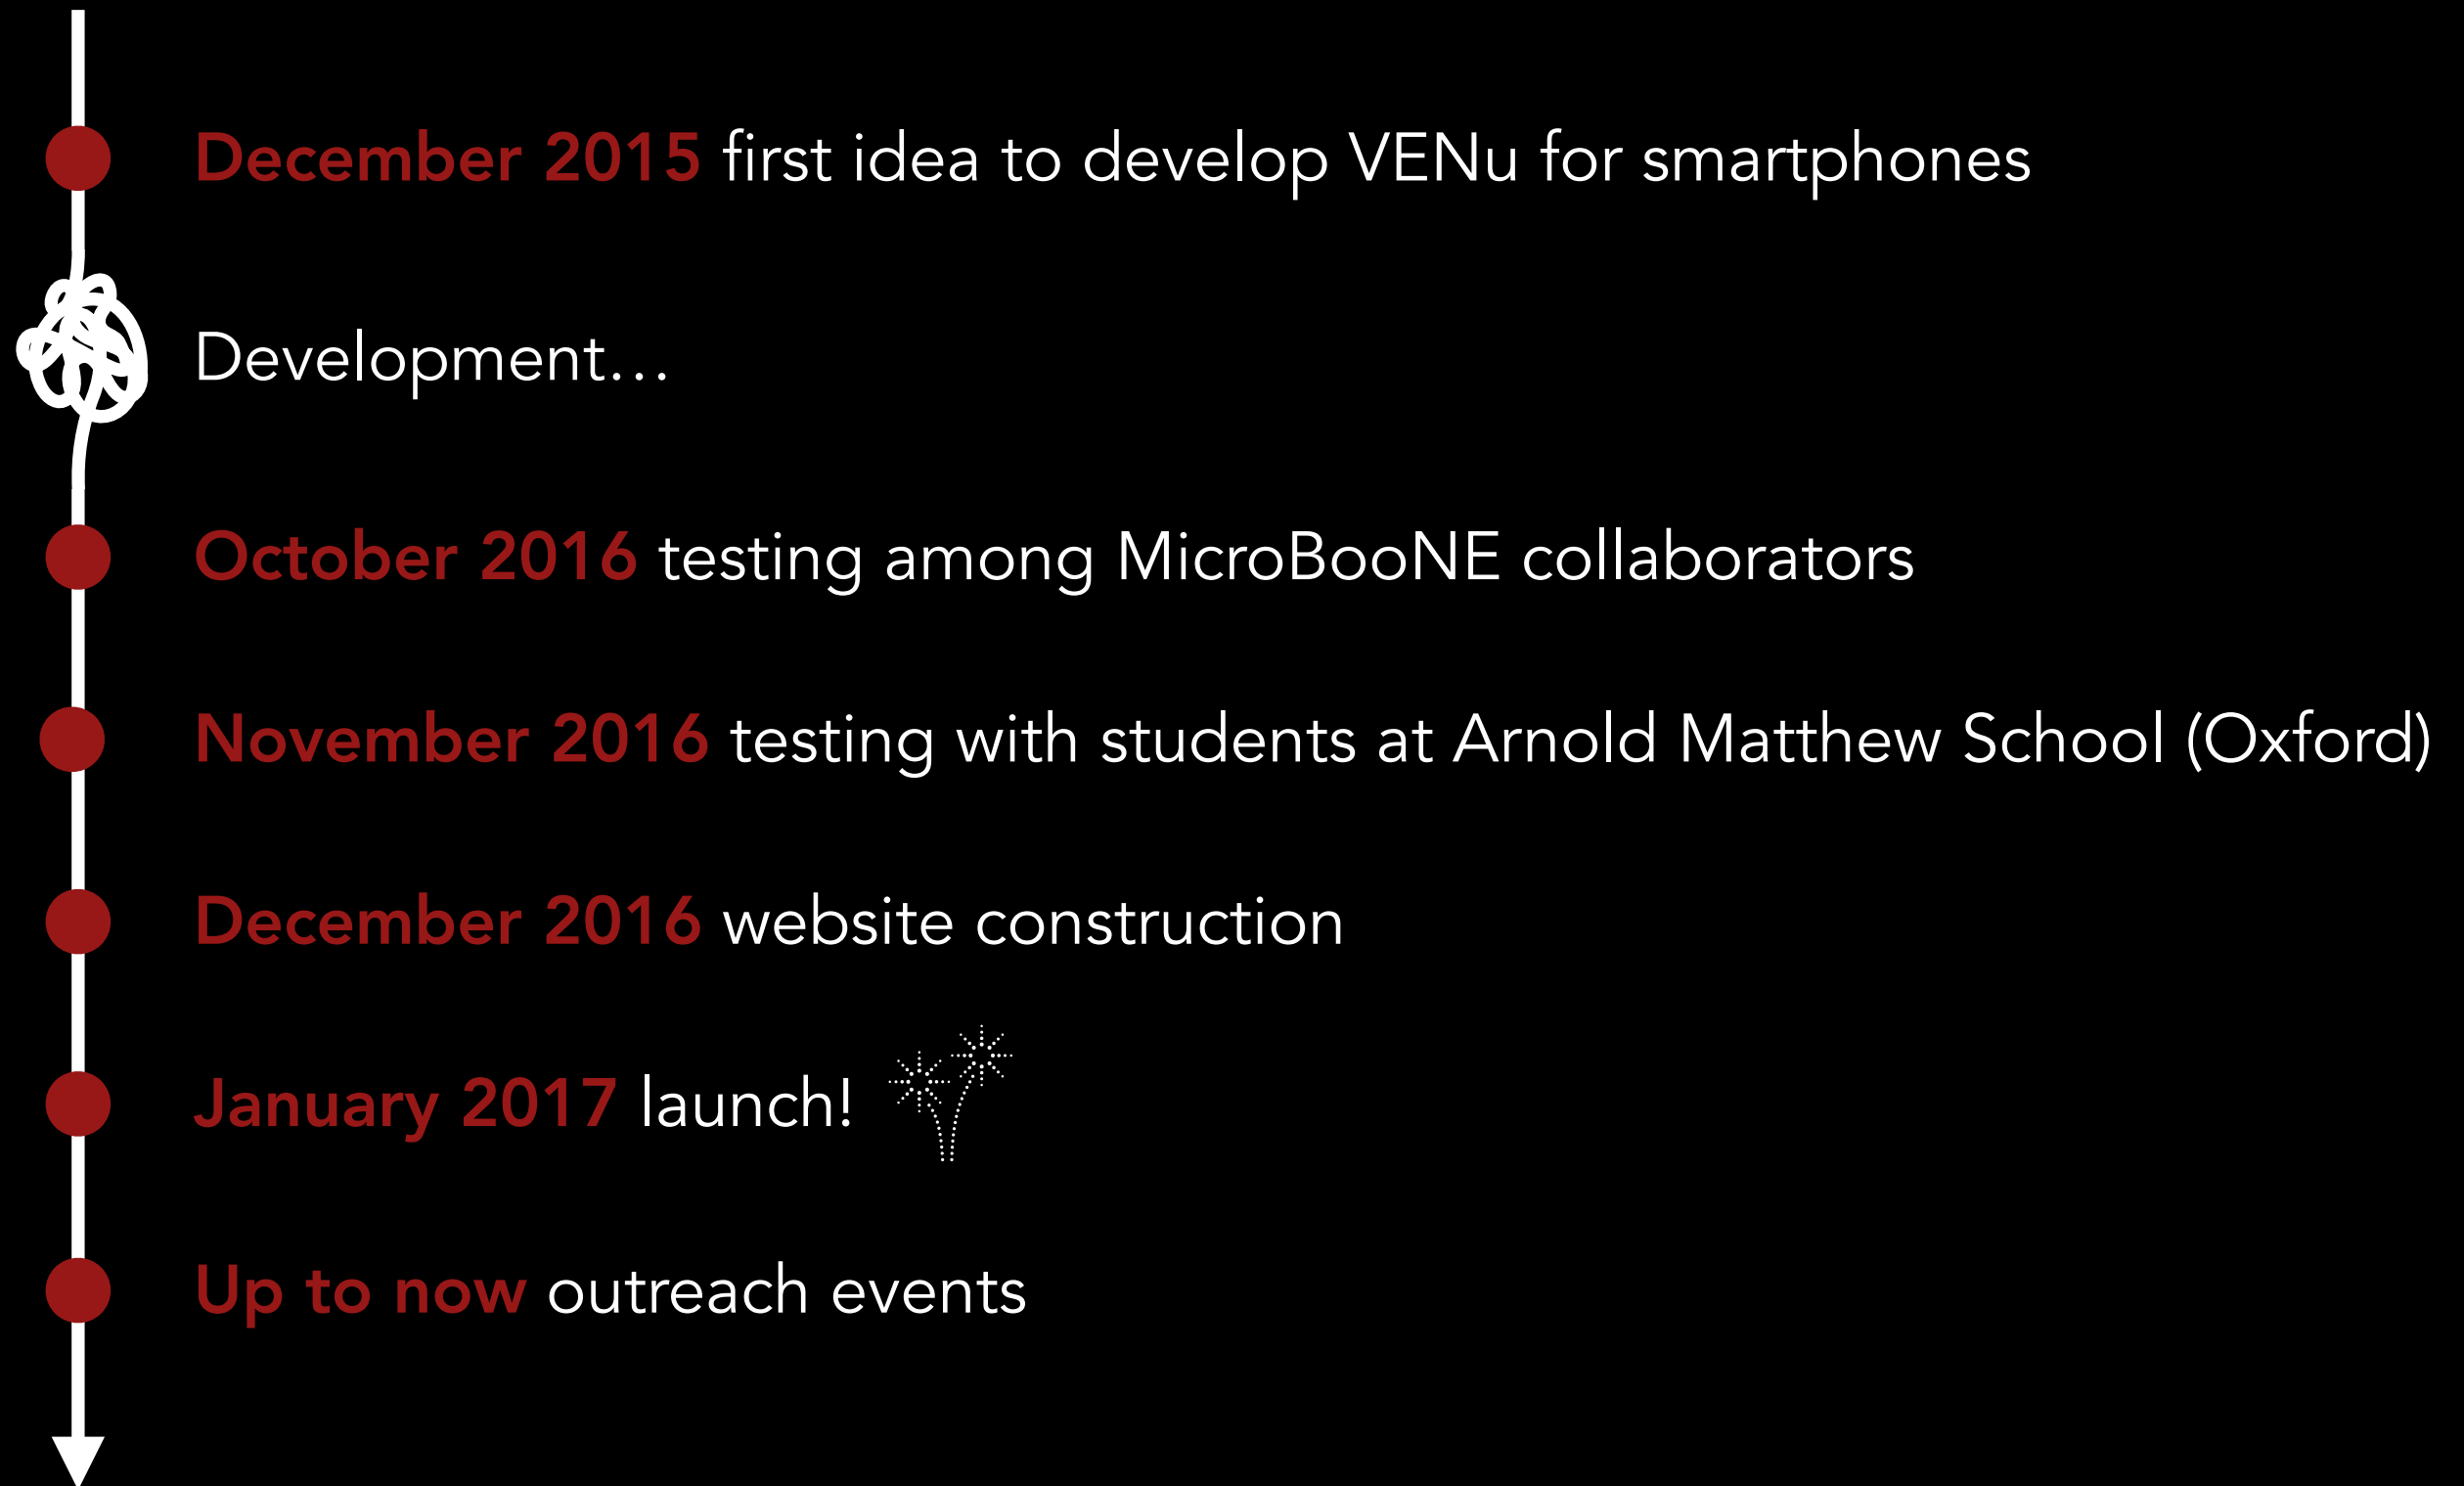 December 2015 first idea to develop VENu for smartphones
Development...
October 2016 testing among MicroBooNE collaborators
November 2016 testing with students at Arnold Matthew School (Oxford)
December 2016 website construction
January 2017 launch!
Up to now outreach events